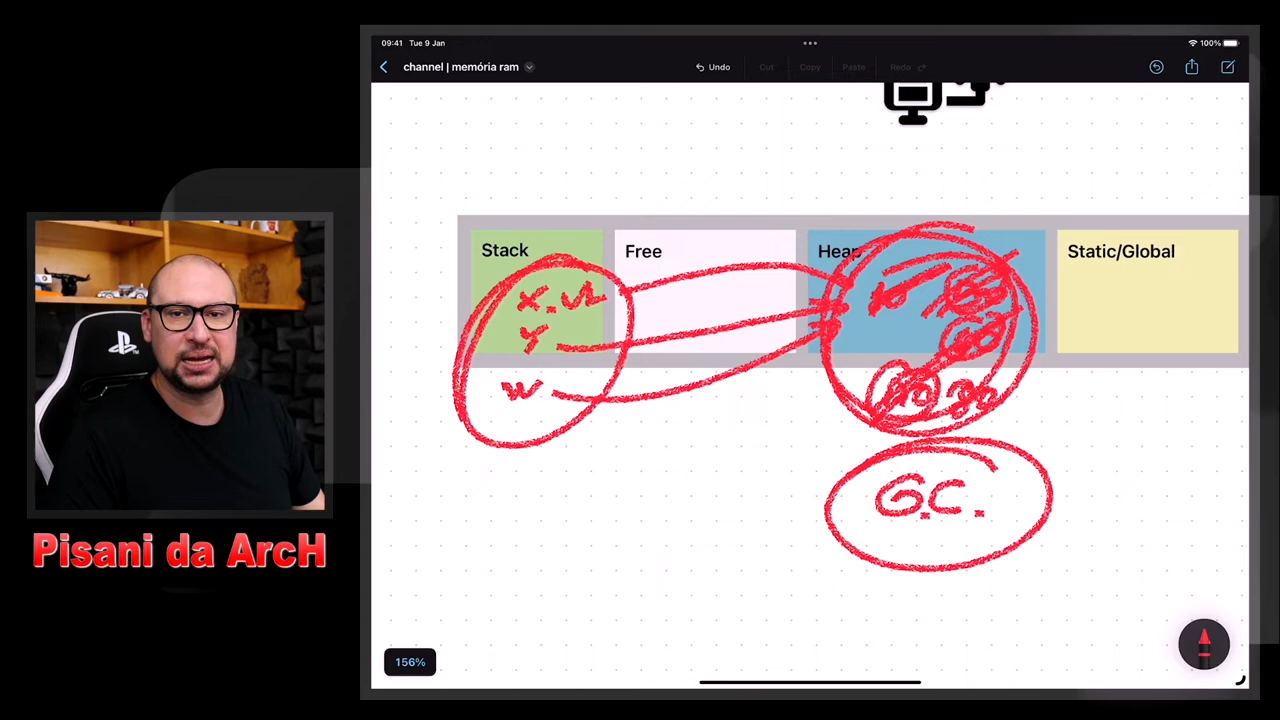 09:41 Tue 9 Jan
100%
channel | memória ram
Undo Cut Copy Paste Redo
Stack Free Heap Static/Global
X.
Y
W
10
G.C.
156%
Pisani da ArcH